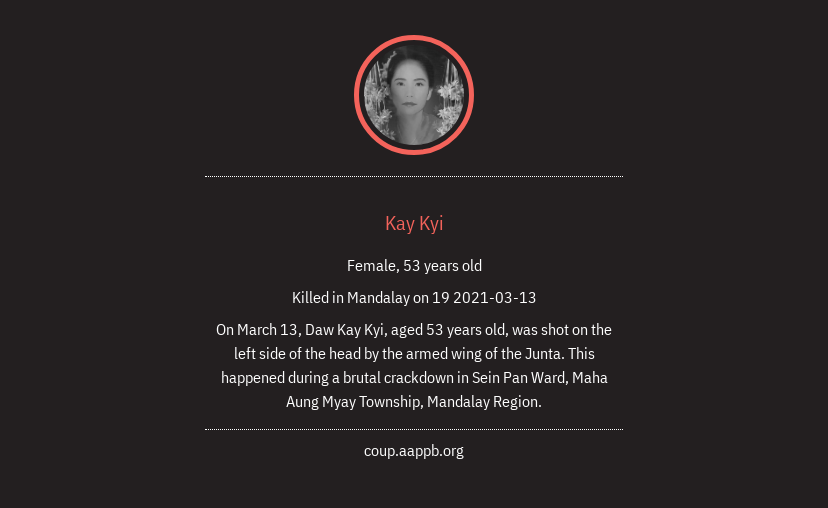 Kay Kyi
Female, 53 years old
Killed in Mandalay on 19 2021-03-13
On March 13, Daw Kay Kyi, aged 53 years old, was shot on the
left side of the head by the armed wing of the Junta. This
happened during a brutal crackdown in Sein Pan Ward, Maha
Aung Myay Township, Mandalay Region.
coup.aappb.org